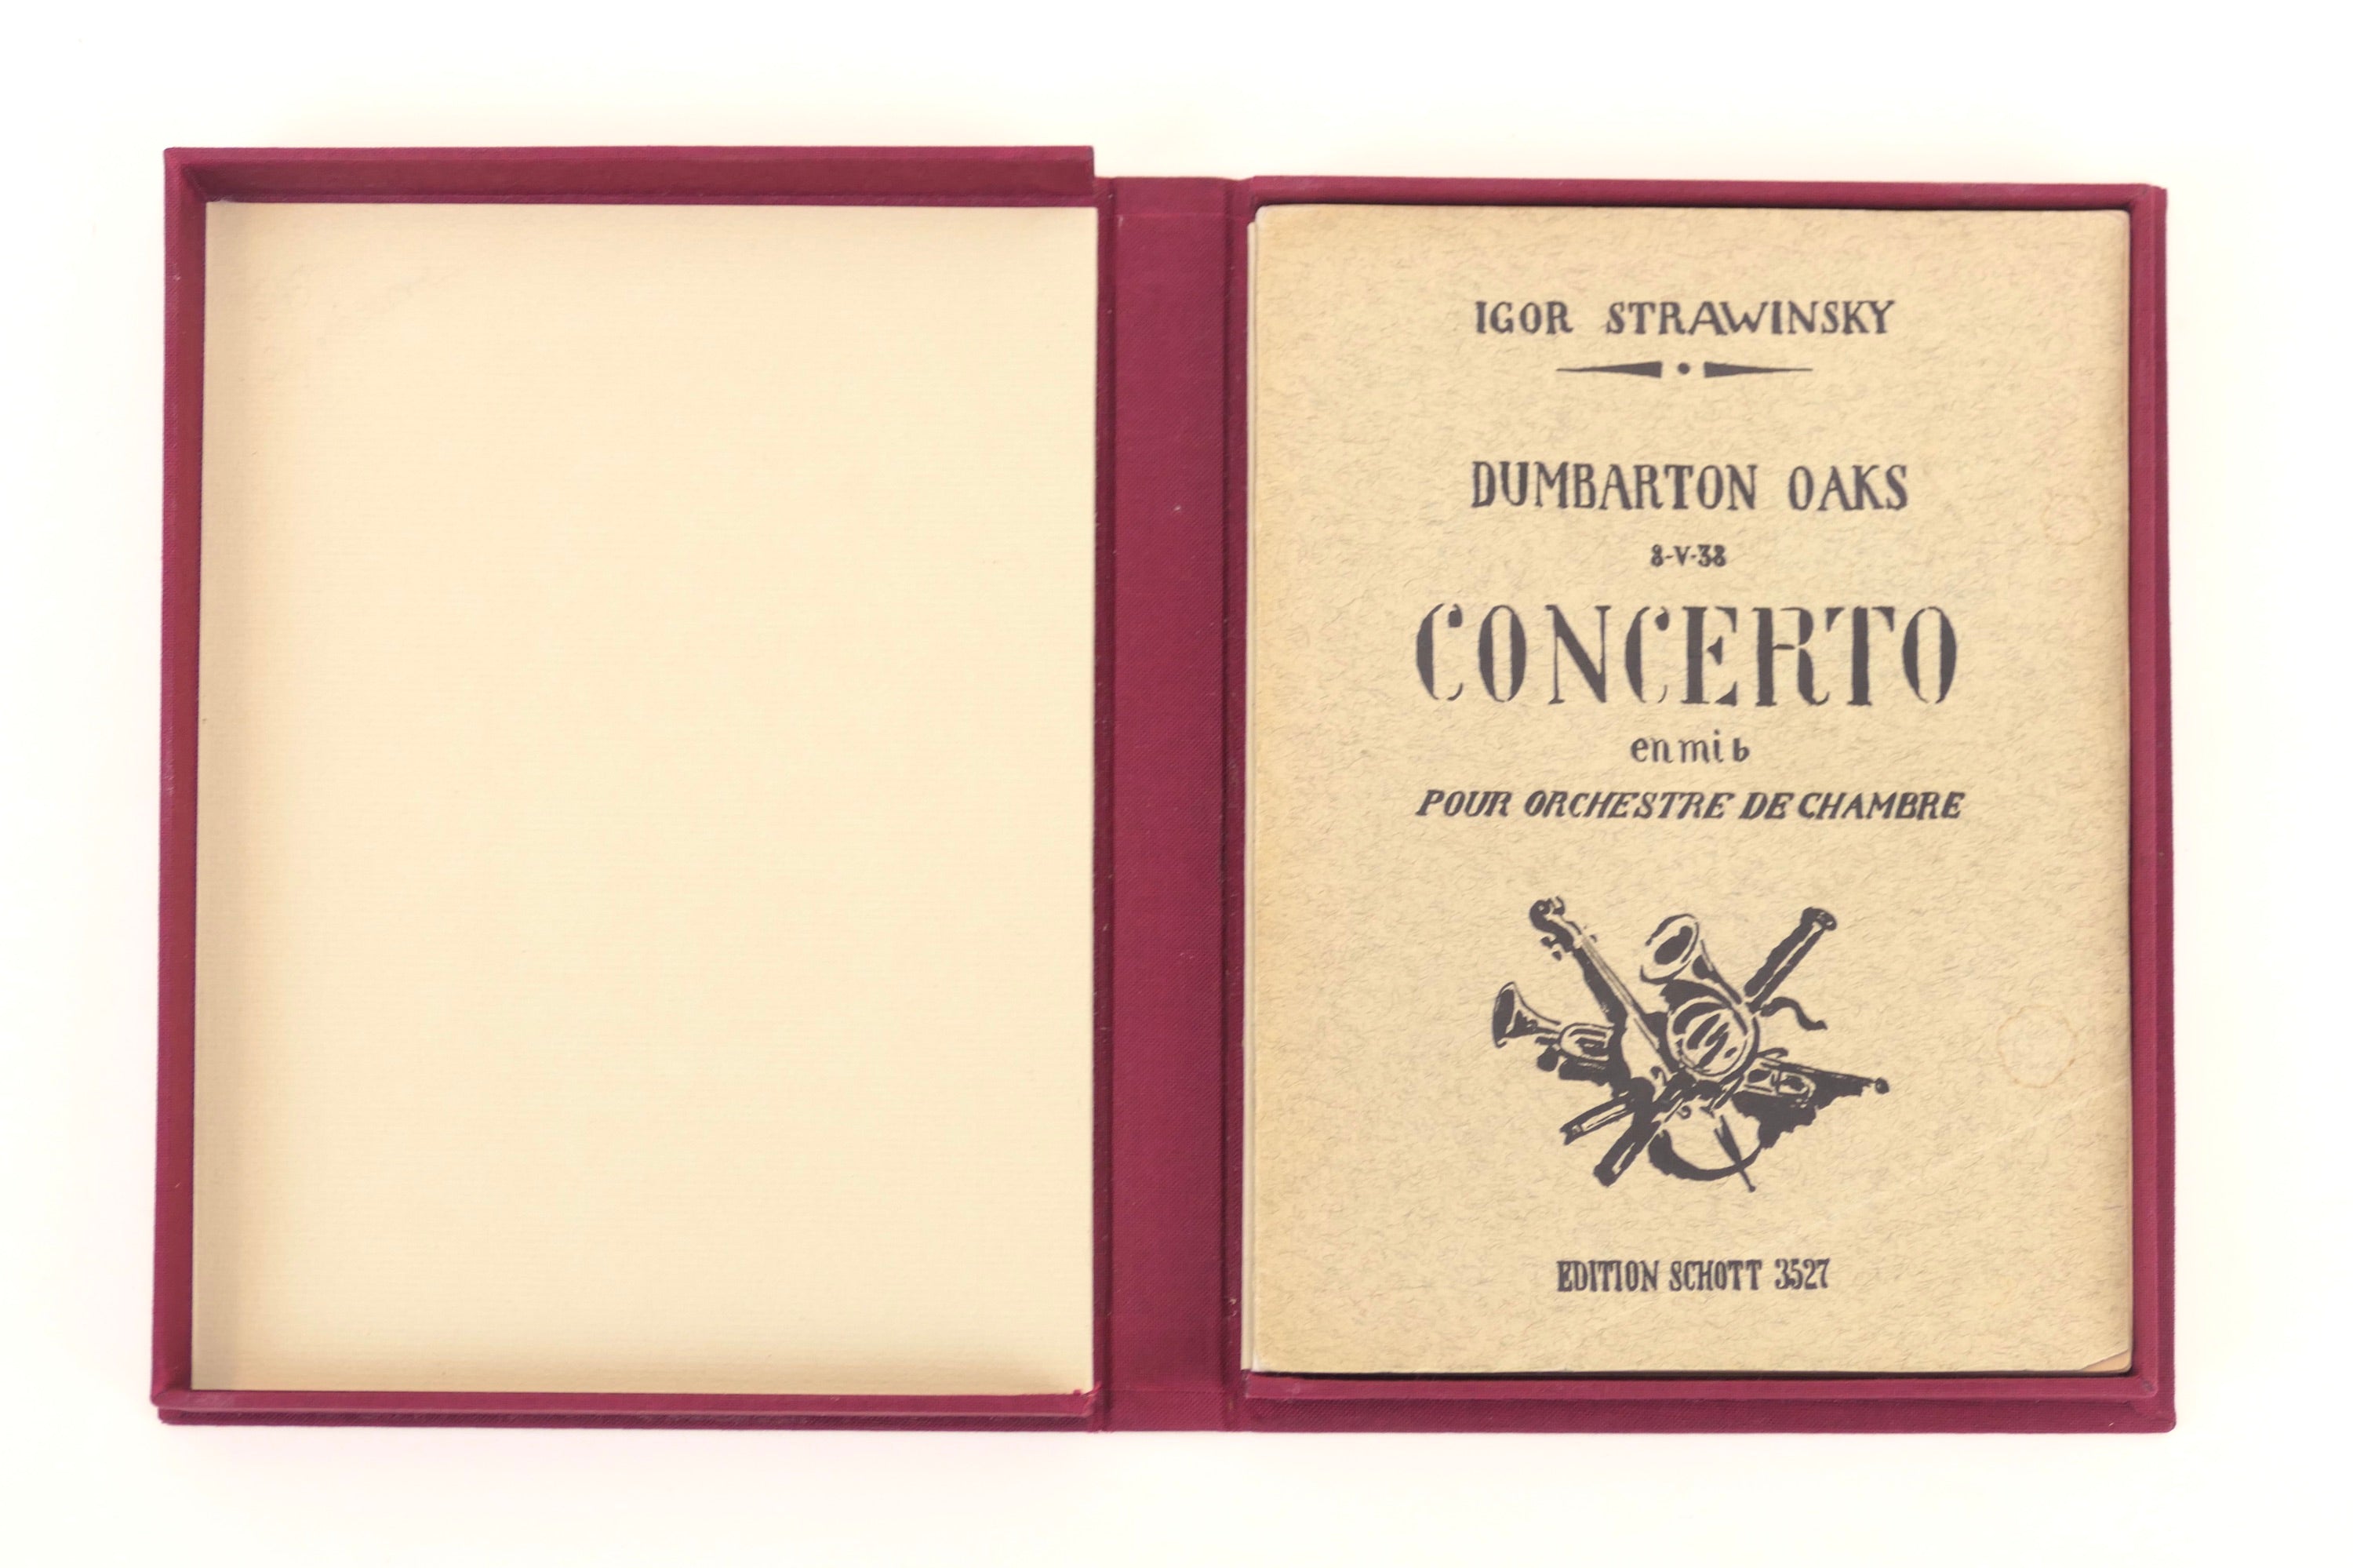 IGOR STRAWINSKY
DUMBARTON OAKS
8-V-38
CONCERTO
en mi b
POUR ORCHESTRE DE CHAMBRE
EDITION SCHOTT 3527